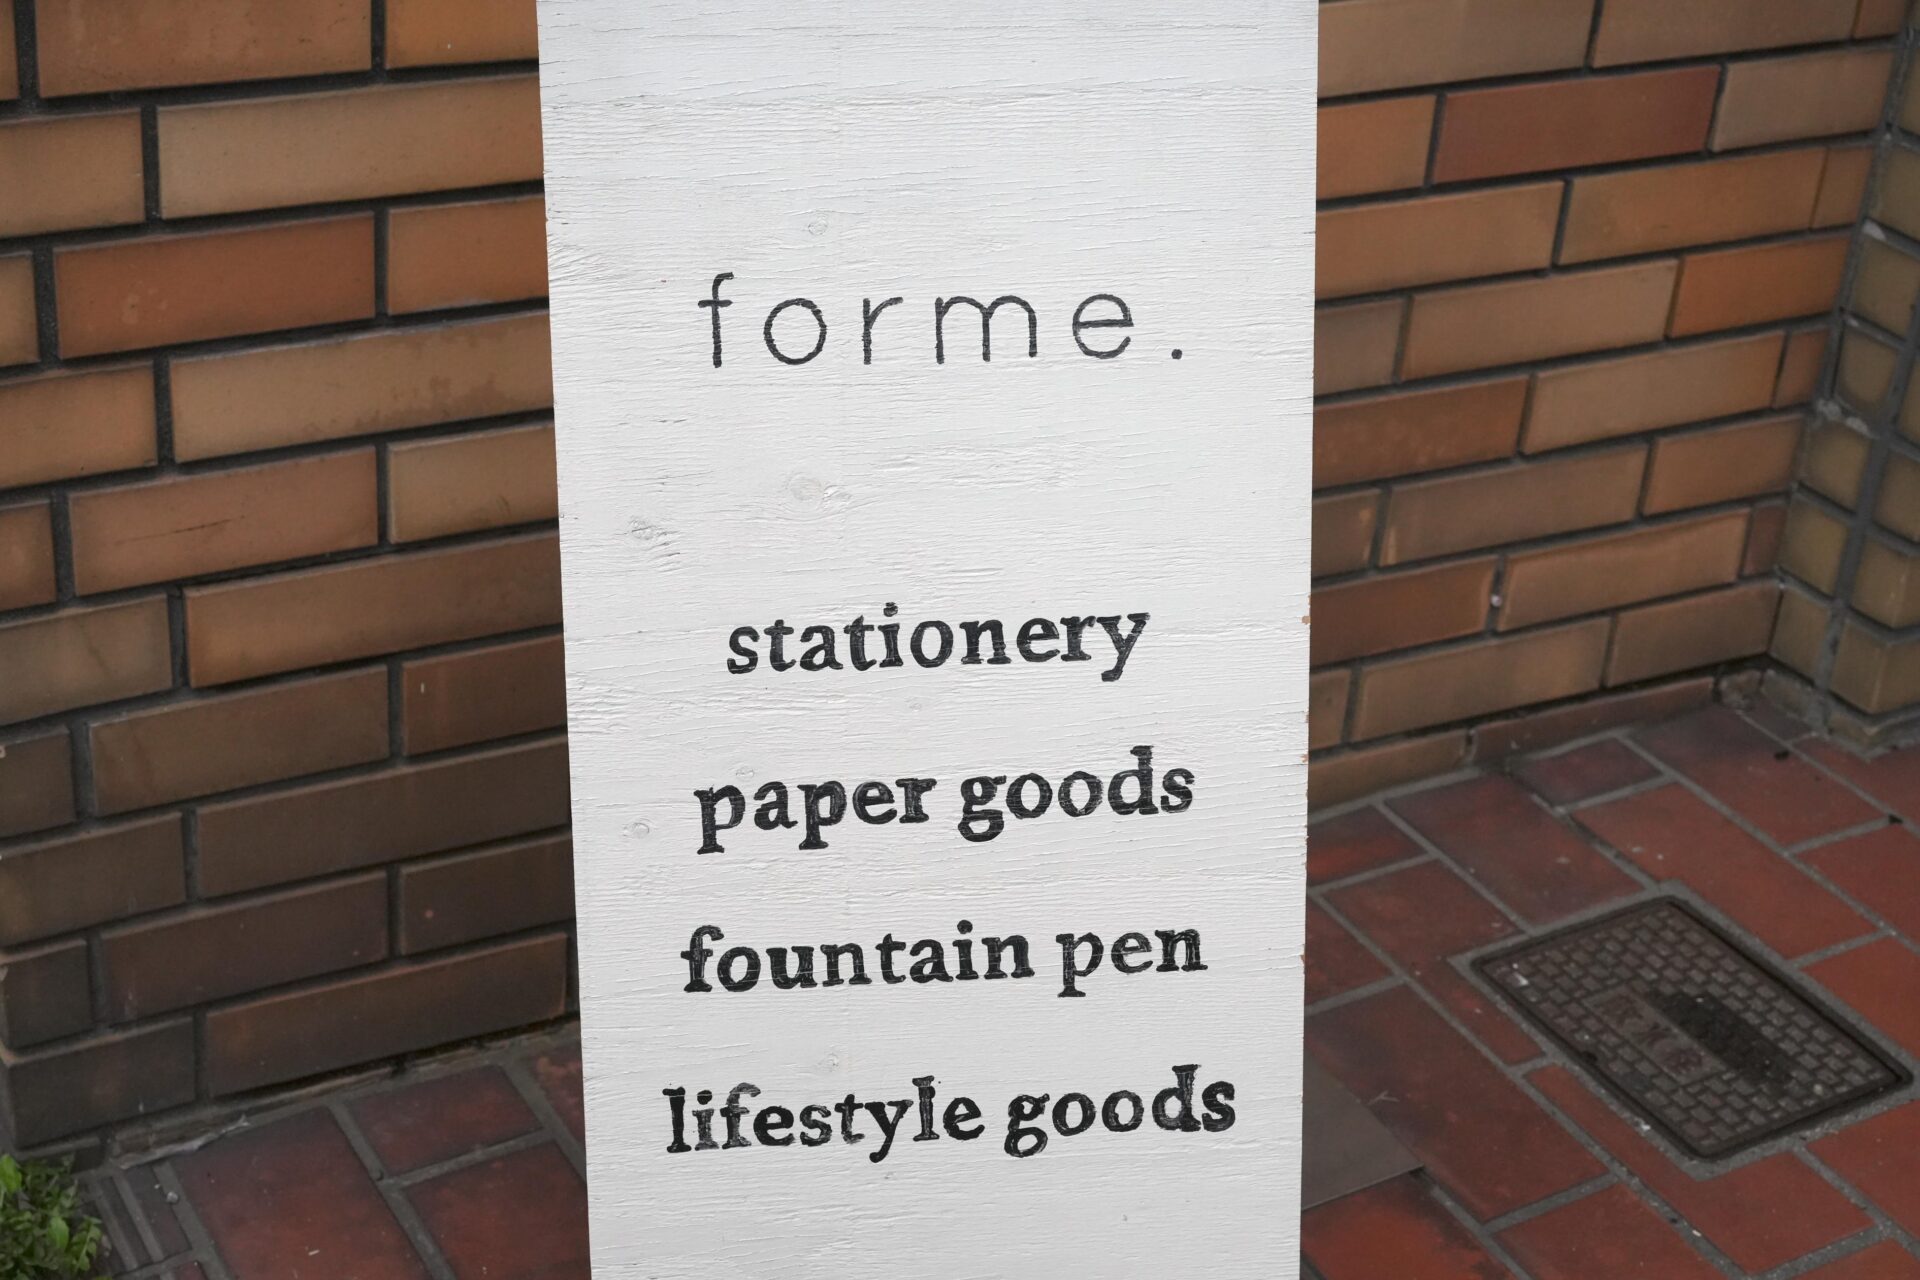 forme.
stationery
paper goods
fountain pen
lifestyle goods